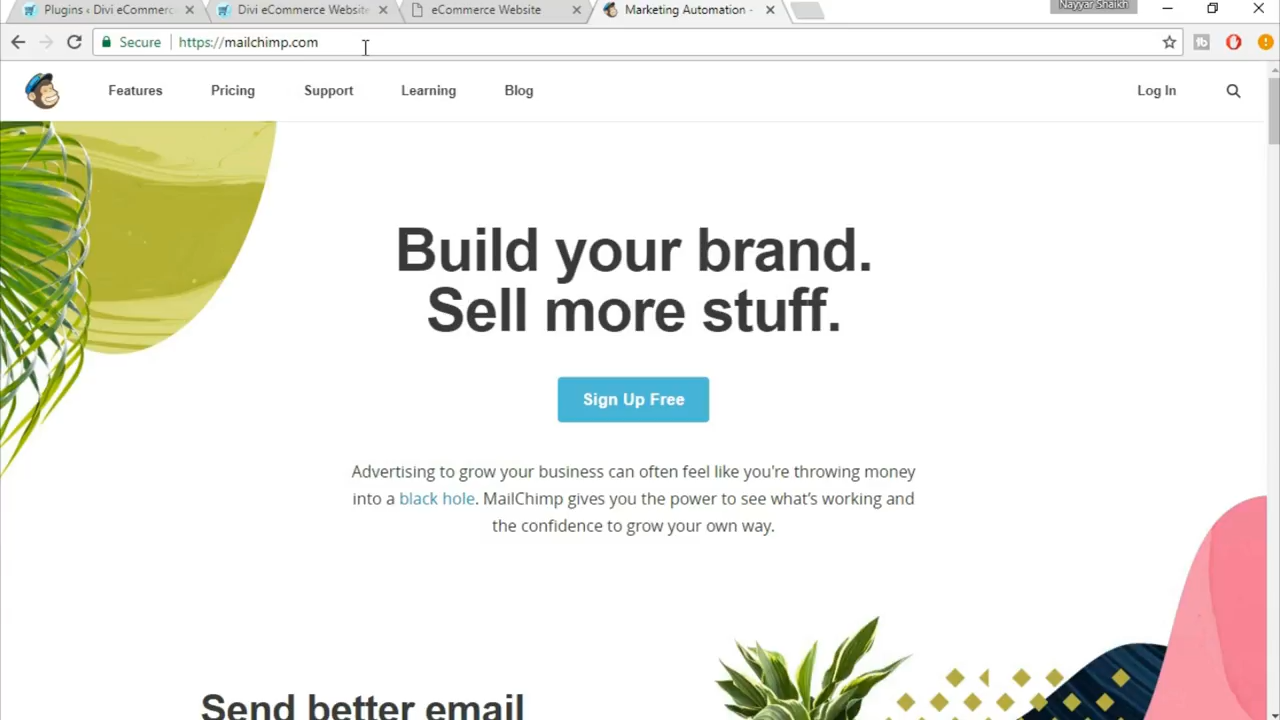 Plugins ‹ Divi eCommerc
Divi eCommerce Website
eCommerce Website
Marketing Automation -
Nayyar Shaikh
Secure
https://mailchimp.com
Features
Pricing
Support
Learning
Blog
Log In
Build your brand.
Sell more stuff.
Sign Up Free
Advertising to grow your business can often feel like you're throwing money
into a black hole. MailChimp gives you the power to see what's working and
the confidence to grow your own way.
Send better email